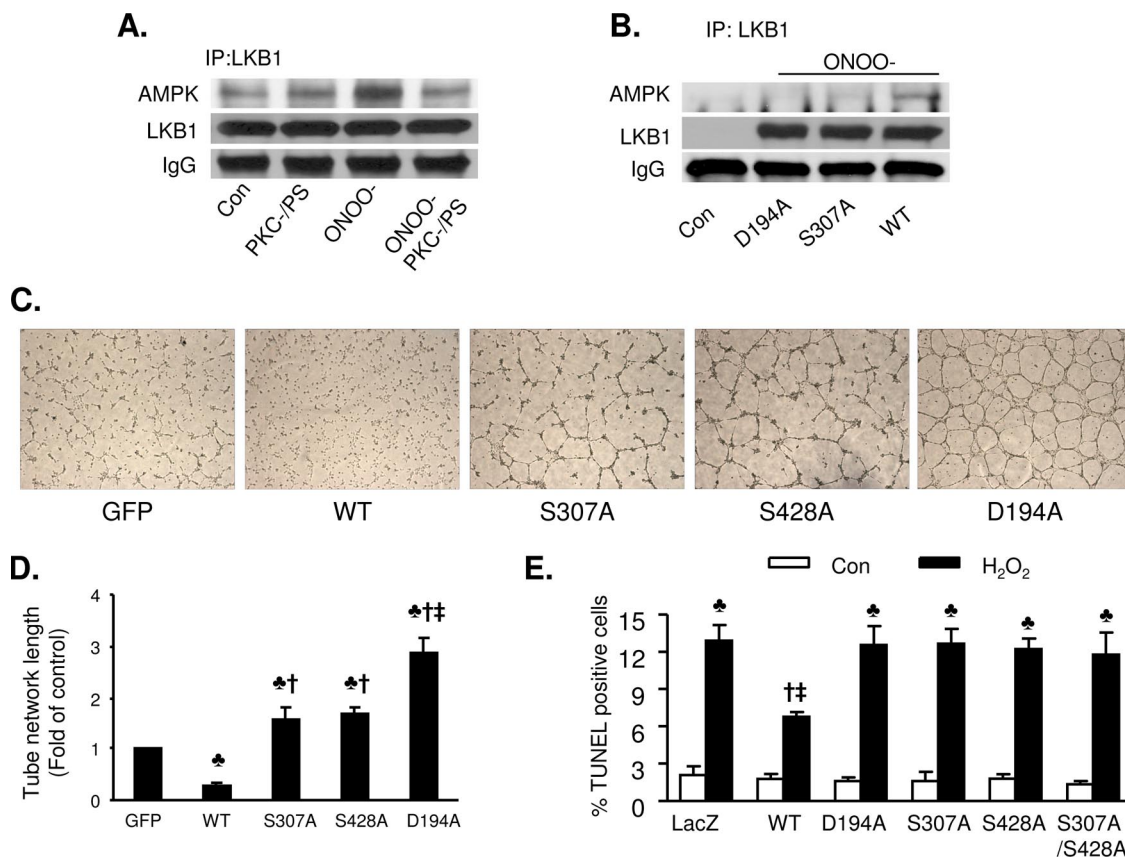 A.
IP:LKB1
AMPK
LKB1
IgG
Con
PKC-/PS
ONOO-
ONOO-
PKC-/PS
B.
IP: LKB1
ONOO-
AMPK
LKB1
IgG
Con
D194A
S307A
WT
C.
GFP
WT
S307A
S428A
D194A
D.
Tube network length
(Fold of control)
4
3
2
1
0
♣
♣†
♣†
♣†‡
GFP
WT
S307A
S428A
D194A
E.
Con
H₂O₂
% TUNEL positive cells
15
12
9
6
3
0
♣
†‡
♣
♣
♣
♣
LacZ
WT
D194A
S307A
S428A
S307A
/S428A